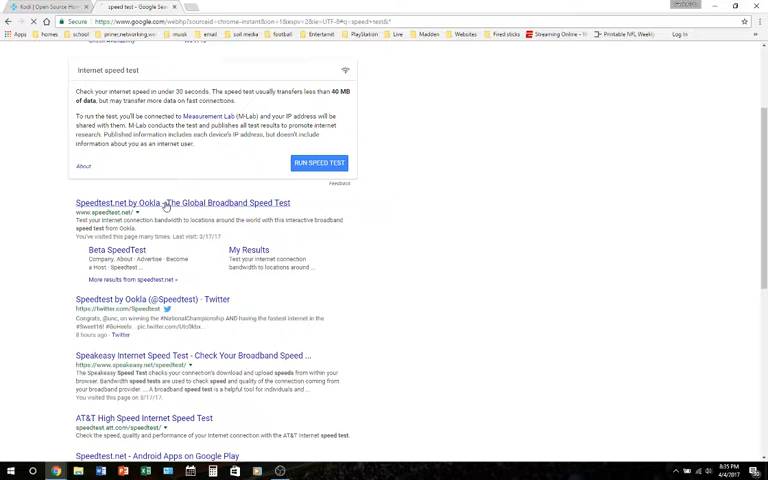 Kodi | Open Source Hom
speed test - Google Sea
Secure
https://www.google.com/webhp?sourceid=chrome-instant&ion=1&espv=2&ie=UTF-8#q=speed+test&*
Apps home school priner,networking,we musik email soil media football Entertamit PlayStation Live Madden Websites Fired sticks Streaming Online - Printable NFL Weekly Log In
Internet speed test
Check your internet speed in under 30 seconds. The speed test usually transfers less than 40 MB
of data, but may transfer more data on fast connections.
To run the test, you'll be connected to Measurement Lab (M-Lab) and your IP address will be
shared with them. M-Lab conducts the test and publishes all test results to promote internet
research. Published information includes each device's IP address, but doesn't include
information about you as an internet user.
About
RUN SPEED TEST
Feedback
Speedtest.net by Ookla - The Global Broadband Speed Test
www.speedtest.net/
Test your Internet connection bandwidth to locations around the world with this interactive broadband
speed test from Ookla.
You've visited this page many times. Last visit: 3/17/17
Beta SpeedTest My Results
Company. About · Advertise · Become Test your Internet connection
a Host · Speedtest ... bandwidth to locations around ...
More results from speedtest.net »
Speedtest by Ookla (@Speedtest) · Twitter
https://twitter.com/Speedtest
Congrats, @unc, on winning the #NationalChampionship AND having the fastest internet in the
#Sweet16! #GoHeels
8 hours ago · Twitter
Speakeasy Internet Speed Test - Check Your Broadband Speed ...
https://www.speakeasy.net/speedtest/
The Speakeasy Speed Test checks your connection's download and upload speeds from within your
browser. Bandwidth speed tests are used to check speed and quality of the connection coming
from your broadband provider. ... A broadband speed test is a helpful tool for individuals and ...
You visited this page on 3/17/17.
AT&T High Speed Internet Speed Test
speedtest.att.com/speedtest/
Check the speed, quality and performance of your Internet connection with the AT&T Internet speed test.
Speedtest.net - Android Apps on Google Play
8:35 PM
4/4/2017